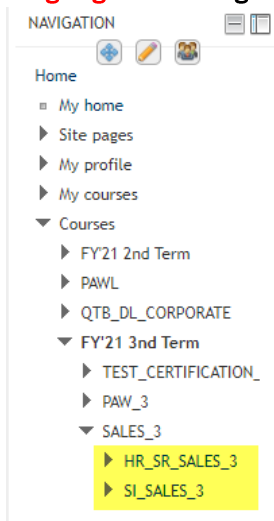 NAVIGATION
Home
My home
Site pages
My profile
My courses
Courses
FY'21 2nd Term
PAWL
QTB_DL_CORPORATE
FY'21 3nd Term
TEST_CERTIFICATION_
PAW_3
SALES_3
HR_SR_SALES_3
SI_SALES_3